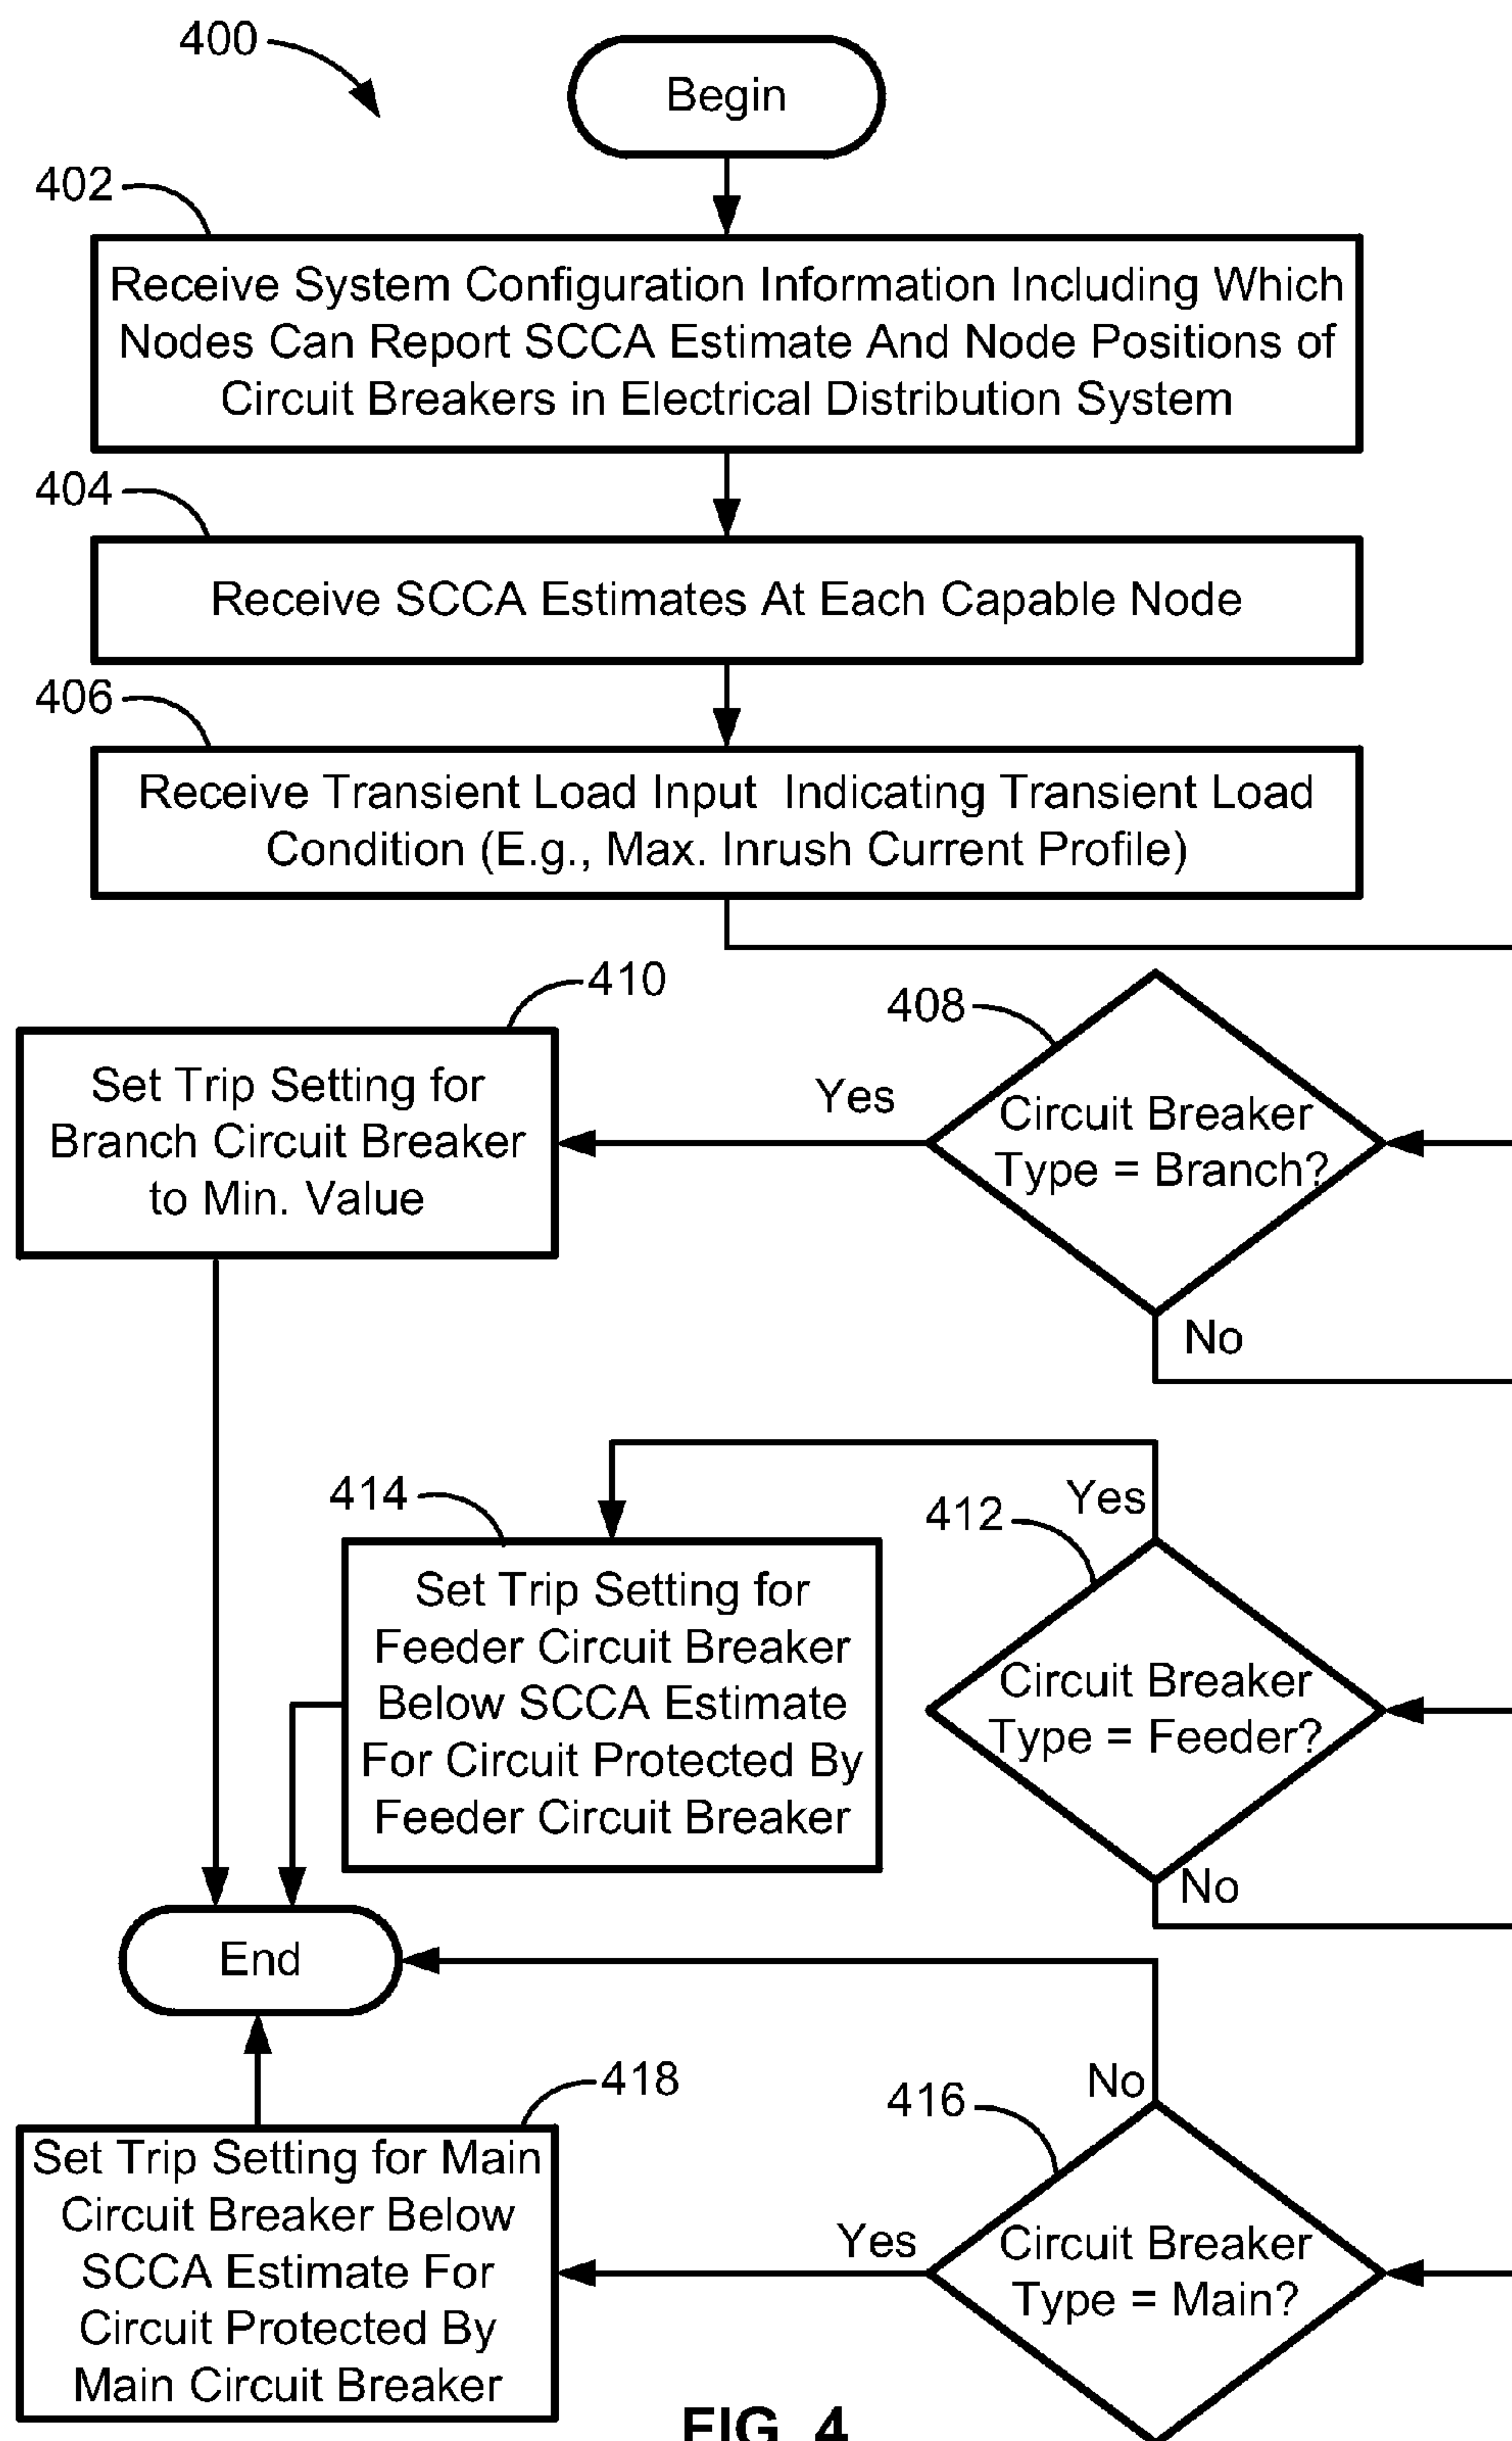 400
Begin
402
Receive System Configuration Information Including Which
Nodes Can Report SCCA Estimate And Node Positions of
Circuit Breakers in Electrical Distribution System
404
Receive SCCA Estimates At Each Capable Node
406
Receive Transient Load Input Indicating Transient Load
Condition (E.g., Max. Inrush Current Profile)
410
Set Trip Setting for
Branch Circuit Breaker
to Min. Value
408
Yes
Circuit Breaker
Type = Branch?
No
414
Set Trip Setting for
Feeder Circuit Breaker
Below SCCA Estimate
For Circuit Protected By
Feeder Circuit Breaker
Yes
412
Circuit Breaker
Type = Feeder?
No
End
418
Set Trip Setting for Main
Circuit Breaker Below
SCCA Estimate For
Circuit Protected By
Main Circuit Breaker
No
416
Yes
Circuit Breaker
Type = Main?
FIG. 4